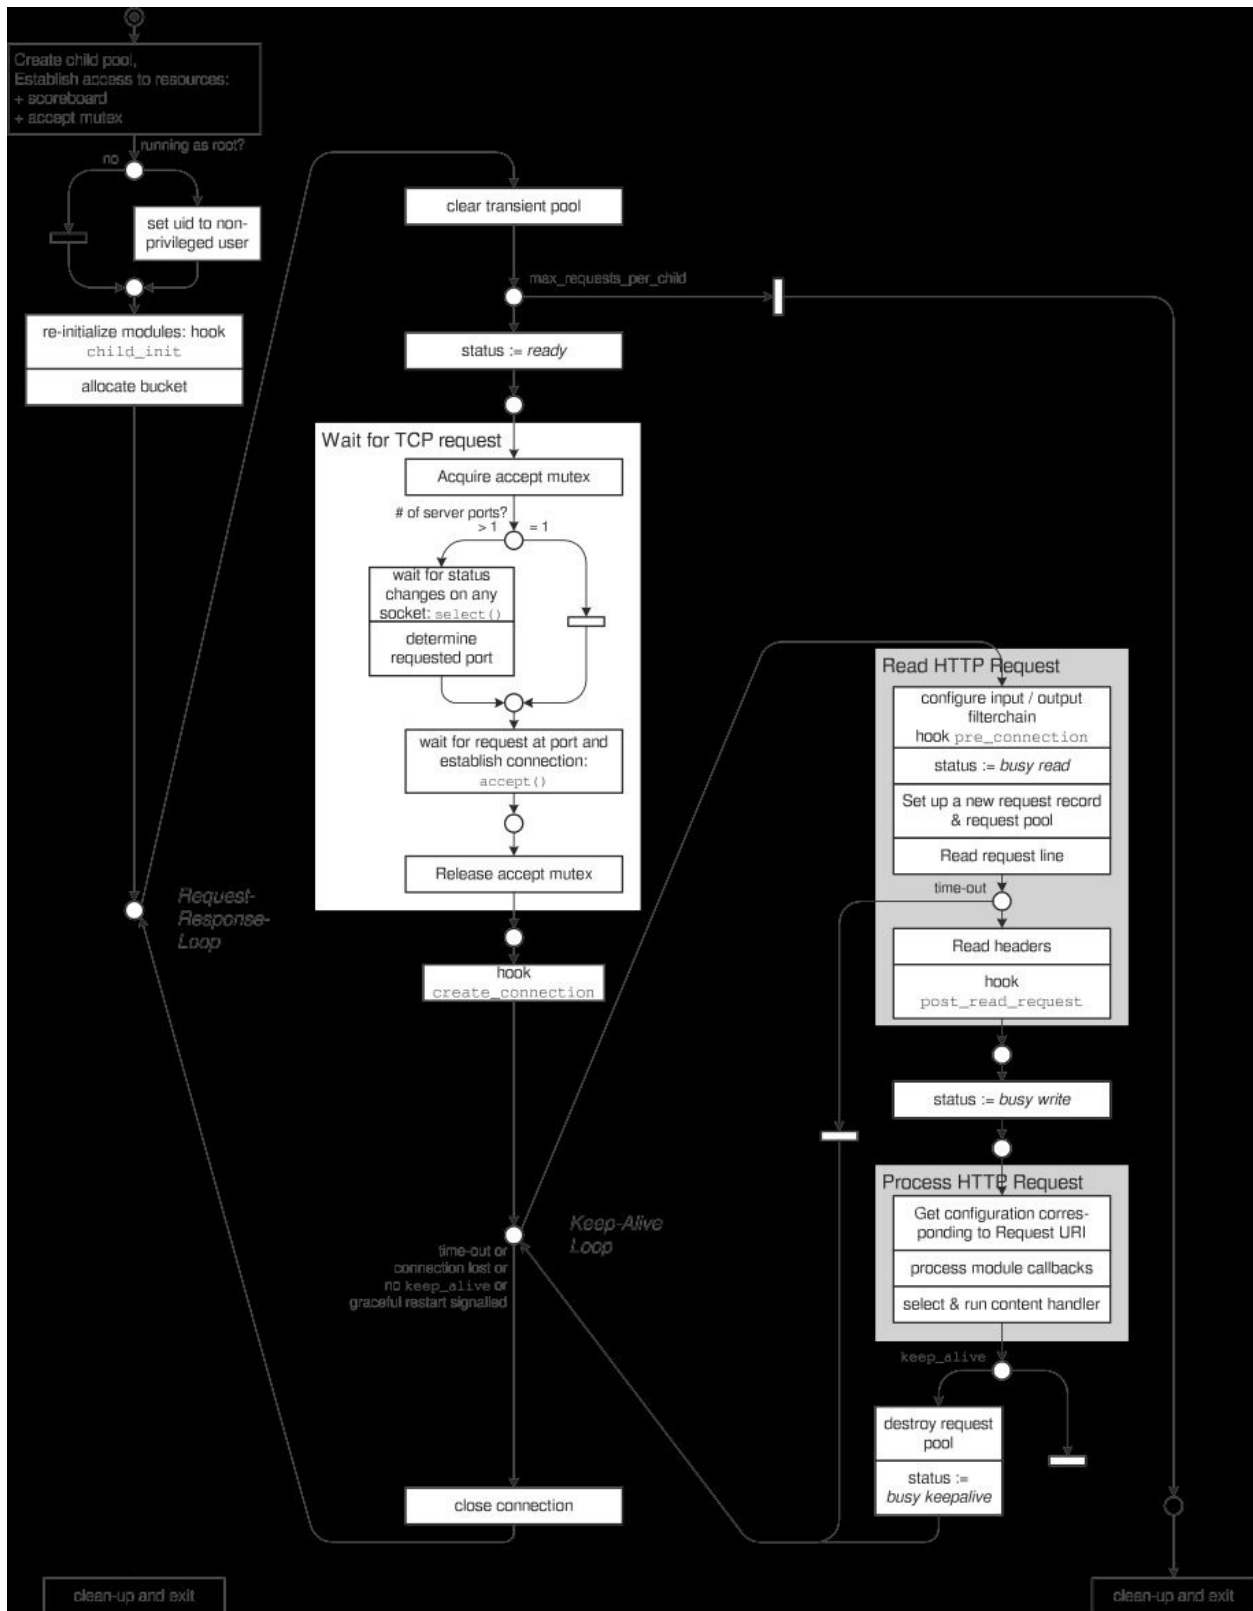 Create child pool,
Establish access to resources:
+ scoreboard
+ accept mutex
running as root?
no
set uid to non-
privileged user
re-initialize modules: hook
child_init
allocate bucket
Request-
Response-
Loop
clear transient pool
max_requests_per_child
status := ready
Wait for TCP request
Acquire accept mutex
# of server ports?
> 1
= 1
wait for status
changes on any
socket: select()
determine
requested port
wait for request at port and
establish connection:
accept()
Release accept mutex
hook
create_connection
Keep-Alive
Loop
time-out or
connection lost or
no keep_alive or
graceful restart signalled
close connection
Read HTTP Request
configure input / output
filterchain
hook pre_connection
status := busy read
Set up a new request record
& request pool
Read request line
time-out
Read headers
hook
post_read_request
status := busy write
Process HTTP Request
Get configuration corres-
ponding to Request URI
process module callbacks
select & run content handler
keep_alive
destroy request
pool
status :=
busy keepalive
clean-up and exit
clean-up and exit